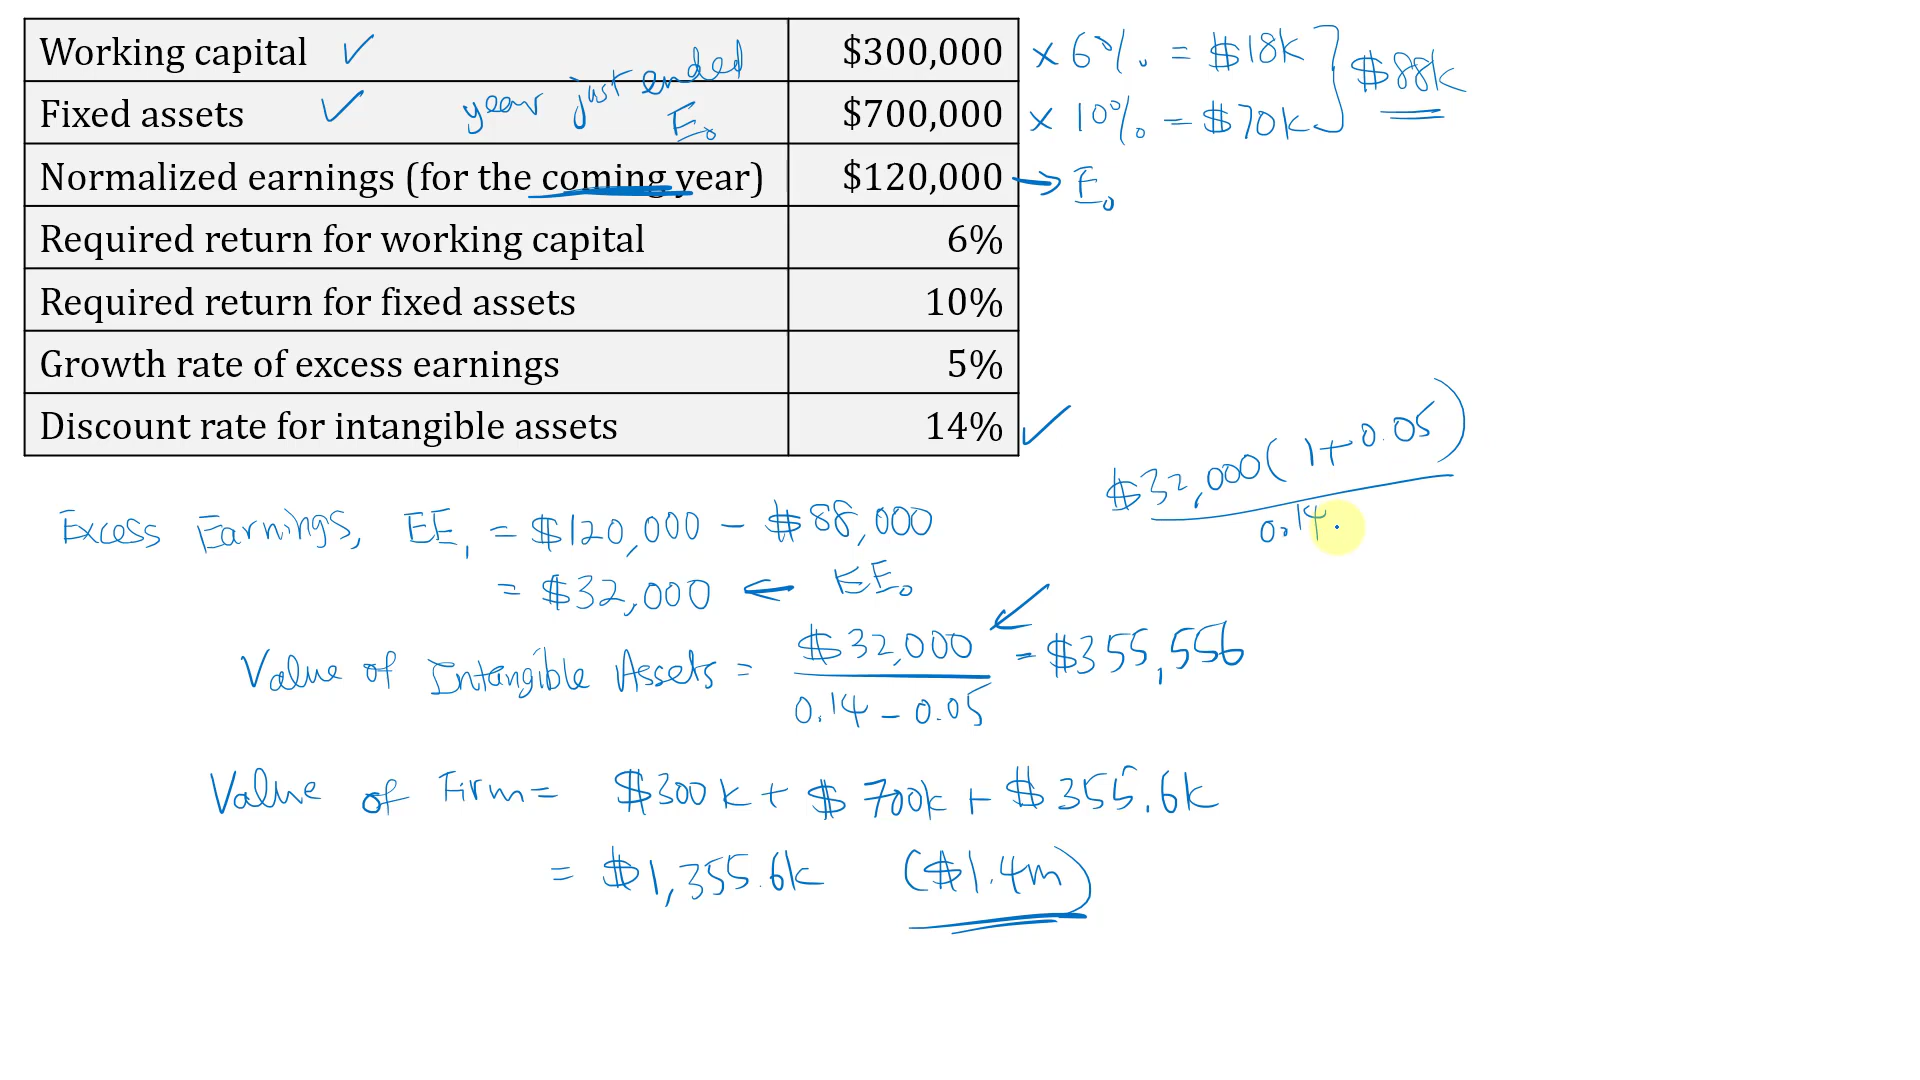 Working capital ✓ $300,000 × 6% = $18k
$88k
year just ended
Fixed assets ✓ E₀ $700,000 × 10% = $70k
Normalized earnings (for the coming year) $120,000 → E₀
Required return for working capital 6%
Required return for fixed assets 10%
Growth rate of excess earnings 5%
Discount rate for intangible assets 14% ✓
$32,000(1+0.05)
0.14
Excess Earnings, EE₁ = $120,000 − $88,000
= $32,000 ← EE₀
Value of Intangible Assets = $32,000 = $355,556
0.14 − 0.05
Value of Firm = $300k + $700k + $355.6k
= $1,355.6k ($1.4m)